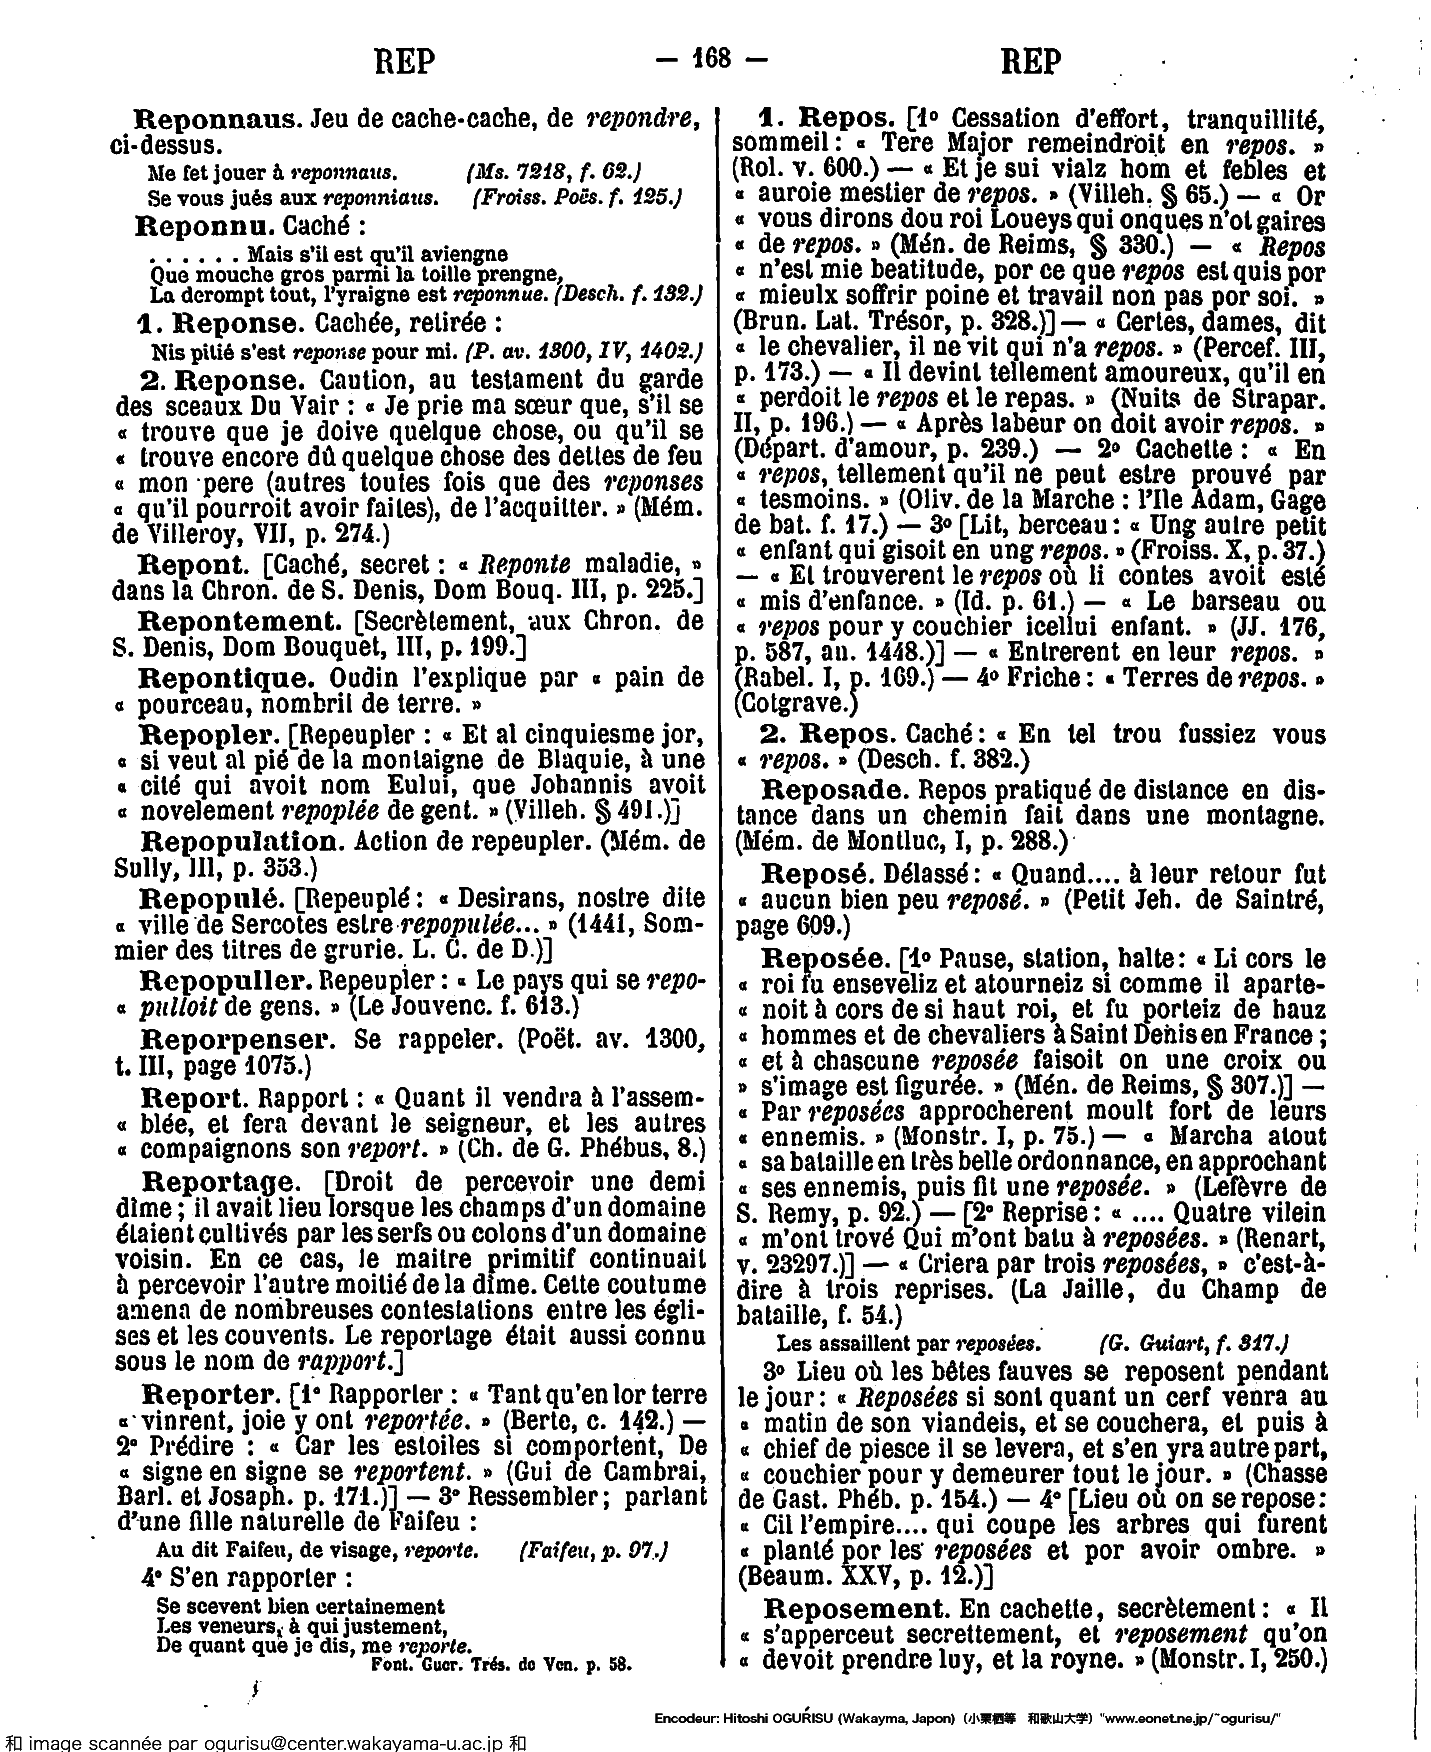 REP — 168 — REP
Reponnaus. Jeu de cache-cache, de repondre,
ci-dessus.
Me fet jouer à reponnaus. (Ms. 7218, f. 62.)
Se vous jués aux reponniaus. (Froiss. Poës. f. 125.)
Reponnu. Caché :
. . . . . . Mais s'il est qu'il aviengne
Que mouche gros parmi la toille prengne,
La derompt tout, l'yraigne est reponnue. (Desch. f. 132.)
1. Reponse. Cachée, retirée :
Nis pitié s'est reponse pour mi. (P. av. 1300, IV, 1402.)
2. Reponse. Caution, au testament du garde
des sceaux Du Vair : « Je prie ma sœur que, s'il se
« trouve que je doive quelque chose, ou qu'il se
« trouve encore dû quelque chose des dettes de feu
« mon pere (autres toutes fois que des reponses
« qu'il pourroit avoir faites), de l'acquitter. » (Mém.
de Villeroy, VII, p. 274.)
Repont. [Caché, secret : « Reponte maladie, »
dans la Chron. de S. Denis, Dom Bouq. III, p. 225.]
Repontement. [Secrètement, aux Chron. de
S. Denis, Dom Bouquet, III, p. 199.]
Repontique. Oudin l'explique par « pain de
« pourceau, nombril de terre. »
Repopler. [Repeupler : « Et al cinquiesme jor,
« si veut al pié de la montaigne de Blaquie, à une
« cité qui avoit nom Eului, que Johannis avoit
« novelement repoplée de gent. » (Villeh. § 491.)]
Repopulation. Action de repeupler. (Mém. de
Sully, III, p. 353.)
Repopulé. [Repeuplé : « Desirans, nostre dite
« ville de Sercotes estre repopulée... » (1441, Som-
mier des titres de grurie. L. C. de D.)]
Repopuller. Repeupler : « Le pays qui se repo-
« pulloit de gens. » (Le Jouvenc. f. 613.)
Reporpenser. Se rappeler. (Poët. av. 1300,
t. III, page 1075.)
Report. Rapport : « Quant il vendra à l'assem-
« blée, et fera devant le seigneur, et les autres
« compaignons son report. » (Ch. de G. Phébus, 8.)
Reportage. [Droit de percevoir une demi
dîme ; il avait lieu lorsque les champs d'un domaine
étaient cultivés par les serfs ou colons d'un domaine
voisin. En ce cas, le maitre primitif continuait
à percevoir l'autre moitié de la dîme. Cette coutume
amena de nombreuses contestations entre les égli-
ses et les couvents. Le reportage était aussi connu
sous le nom de rapport.]
Reporter. [1° Rapporter : « Tant qu'en lor terre
« vinrent, joie y ont reportée. » (Berte, c. 142.) —
2° Prédire : « Car les estoiles si comportent, De
« signe en signe se reportent. » (Gui de Cambrai,
Barl. et Josaph. p. 171.)] — 3° Ressembler ; parlant
d'une fille naturelle de Faifeu :
Au dit Faifeu, de visage, reporte. (Faifeu, p. 97.)
4° S'en rapporter :
Se scevent bien certainement
Les veneurs, à qui justement,
De quant que je dis, me reporte.
Font. Guer. Trés. de Ven. p. 58.
1. Repos. [1° Cessation d'effort, tranquillité,
sommeil : « Tere Major remeindroit en repos. »
(Rol. v. 600.) — « Et je sui vialz hom et febles et
« auroie mestier de repos. » (Villeh. § 65.) — « Or
« vous dirons dou roi Loueys qui onques n'ot gaires
« de repos. » (Mén. de Reims, § 330.) — « Repos
« n'est mie beatitude, por ce que repos est quis por
« mieulx soffrir poine et travail non pas por soi. »
(Brun. Lat. Trésor, p. 328.)] — « Certes, dames, dit
« le chevalier, il ne vit qui n'a repos. » (Percef. III,
p. 173.) — « Il devint tellement amoureux, qu'il en
« perdoit le repos et le repas. » (Nuits de Strapar.
II, p. 196.) — « Après labeur on doit avoir repos. »
(Départ. d'amour, p. 239.) — 2° Cachette : « En
« repos, tellement qu'il ne peut estre prouvé par
« tesmoins. » (Oliv. de la Marche : l'Ile Adam, Gage
de bat. f. 17.) — 3° [Lit, berceau : « Ung autre petit
« enfant qui gisoit en ung repos. » (Froiss. X, p. 37.)
— « Et trouverent le repos où li contes avoit esté
« mis d'enfance. » (Id. p. 61.) — « Le barseau ou
« repos pour y couchier icellui enfant. » (JJ. 176,
p. 587, an. 1448.)] — « Entrerent en leur repos. »
(Rabel. I, p. 169.) — 4° Friche : « Terres de repos. »
(Cotgrave.)
2. Repos. Caché : « En tel trou fussiez vous
« repos. » (Desch. f. 382.)
Reposade. Repos pratiqué de distance en dis-
tance dans un chemin fait dans une montagne.
(Mém. de Montluc, I, p. 288.)
Reposé. Délassé : « Quand.... à leur retour fut
« aucun bien peu reposé. » (Petit Jeh. de Saintré,
page 609.)
Reposée. [1° Pause, station, halte : « Li cors le
« roi fu enseveliz et atourneiz si comme il aparte-
« noit à cors de si haut roi, et fu porteiz de hauz
« hommes et de chevaliers à Saint Denis en France ;
« et à chascune reposée faisoit on une croix ou
» s'image est figurée. » (Mén. de Reims, § 307.)] —
« Par reposées approcherent moult fort de leurs
« ennemis. » (Monstr. I, p. 75.) — « Marcha atout
« sa bataille en très belle ordonnance, en approchant
« ses ennemis, puis fit une reposée. » (Lefèvre de
S. Remy, p. 92.) — [2° Reprise : « .... Quatre vilein
« m'ont trové Qui m'ont batu à reposées. » (Renart,
v. 23297.)] — « Criera par trois reposées, » c'est-à-
dire à trois reprises. (La Jaille, du Champ de
bataille, f. 54.)
Les assaillent par reposées. (G. Guiart, f. 317.)
3° Lieu où les bêtes fauves se reposent pendant
le jour : « Reposées si sont quant un cerf venra au
« matin de son viandeis, et se couchera, et puis à
« chief de piesce il se levera, et s'en yra autre part,
« couchier pour y demeurer tout le jour. » (Chasse
de Gast. Phéb. p. 154.) — 4° [Lieu où on se repose :
« Cil l'empire.... qui coupe les arbres qui furent
« planté por les reposées et por avoir ombre. »
(Beaum. XXV, p. 12.)]
Reposement. En cachette, secrètement : « Il
« s'apperceut secrettement, et reposement qu'on
« devoit prendre luy, et la royne. » (Monstr. I, 250.)
Encodeur: Hitoshi OGURISU (Wakayma, Japon) (小栗栖等 和歌山大学) "www.eonet.ne.jp/~ogurisu/"
和 image scannée par ogurisu@center.wakayama-u.ac.jp 和